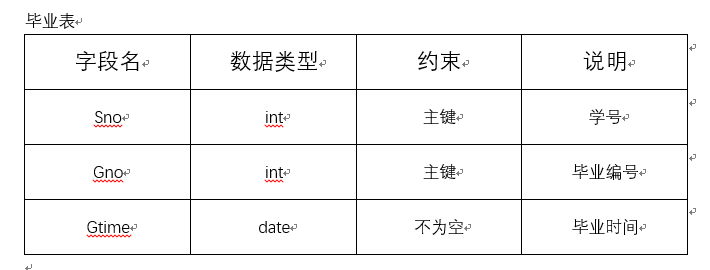 毕业表
字段名 数据类型 约束 说明
Sno int 主键 学号
Gno int 主键 毕业编号
Gtime date 不为空 毕业时间